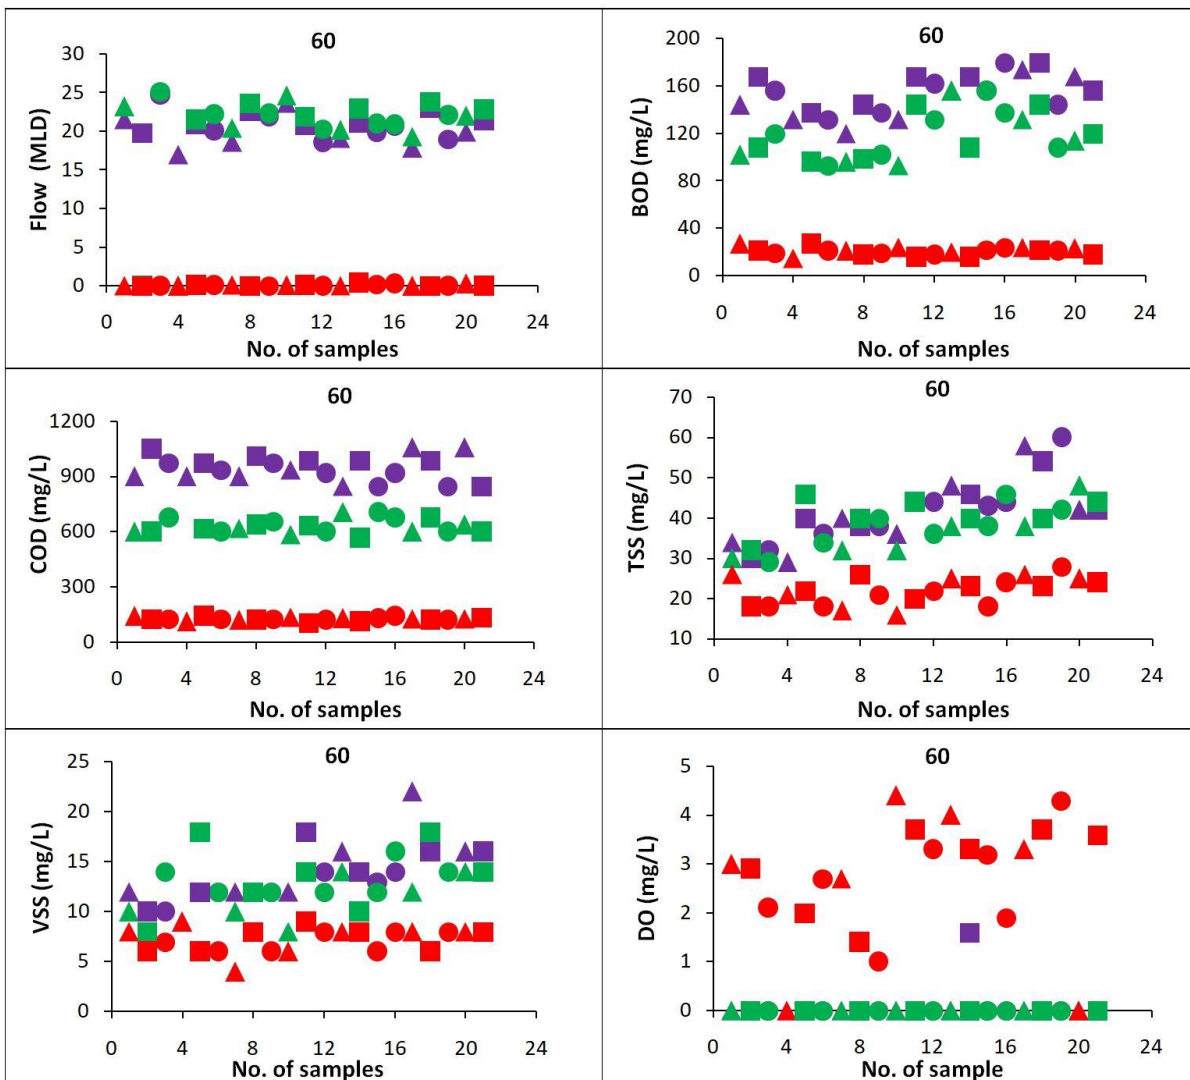 60
Flow (MLD)
30
25
20
15
10
5
0
0 4 8 12 16 20 24
No. of samples
60
BOD (mg/L)
200
160
120
80
40
0
0 4 8 12 16 20 24
No. of samples
60
COD (mg/L)
1200
900
600
300
0
0 4 8 12 16 20 24
No. of samples
60
TSS (mg/L)
70
60
50
40
30
20
10
0 4 8 12 16 20 24
No. of samples
60
VSS (mg/L)
25
20
15
10
5
0
0 4 8 12 16 20 24
No. of samples
60
DO (mg/L)
5
4
3
2
1
0
0 4 8 12 16 20 24
No. of sample